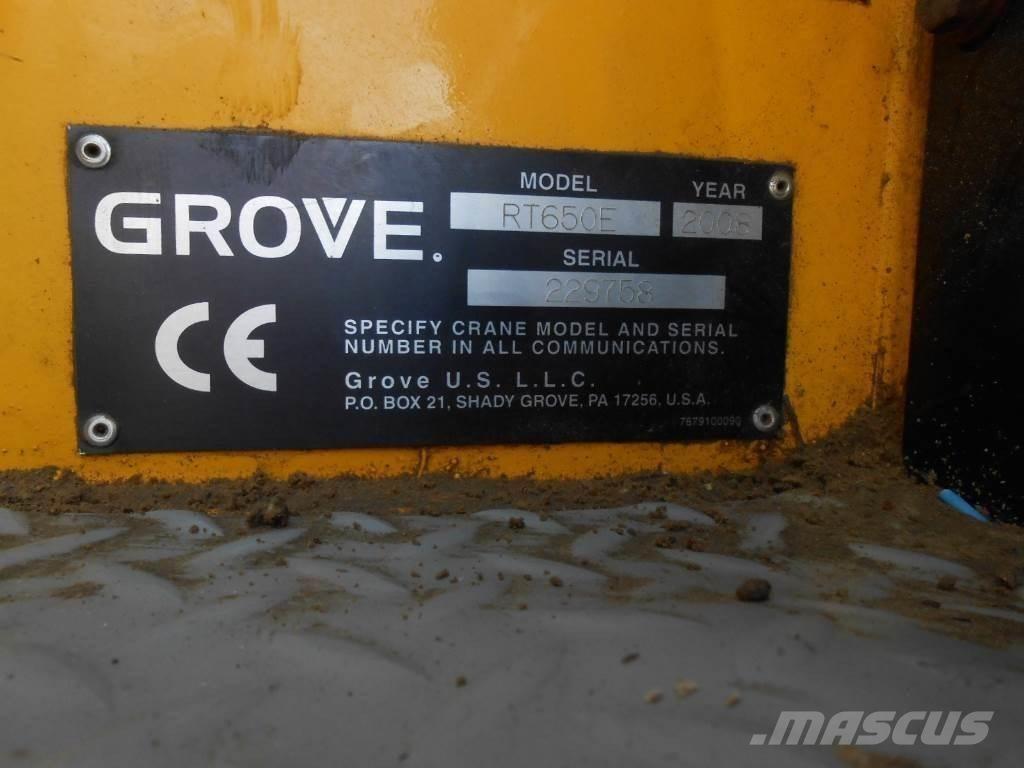 GROVE.
MODEL
RT650E
YEAR
SERIAL
229758
CE
SPECIFY CRANE MODEL AND SERIAL
NUMBER IN ALL COMMUNICATIONS.
Grove U.S. L.L.C.
P.O. BOX 21, SHADY GROVE, PA 17256, U.S.A.
7679100090
MASCUS